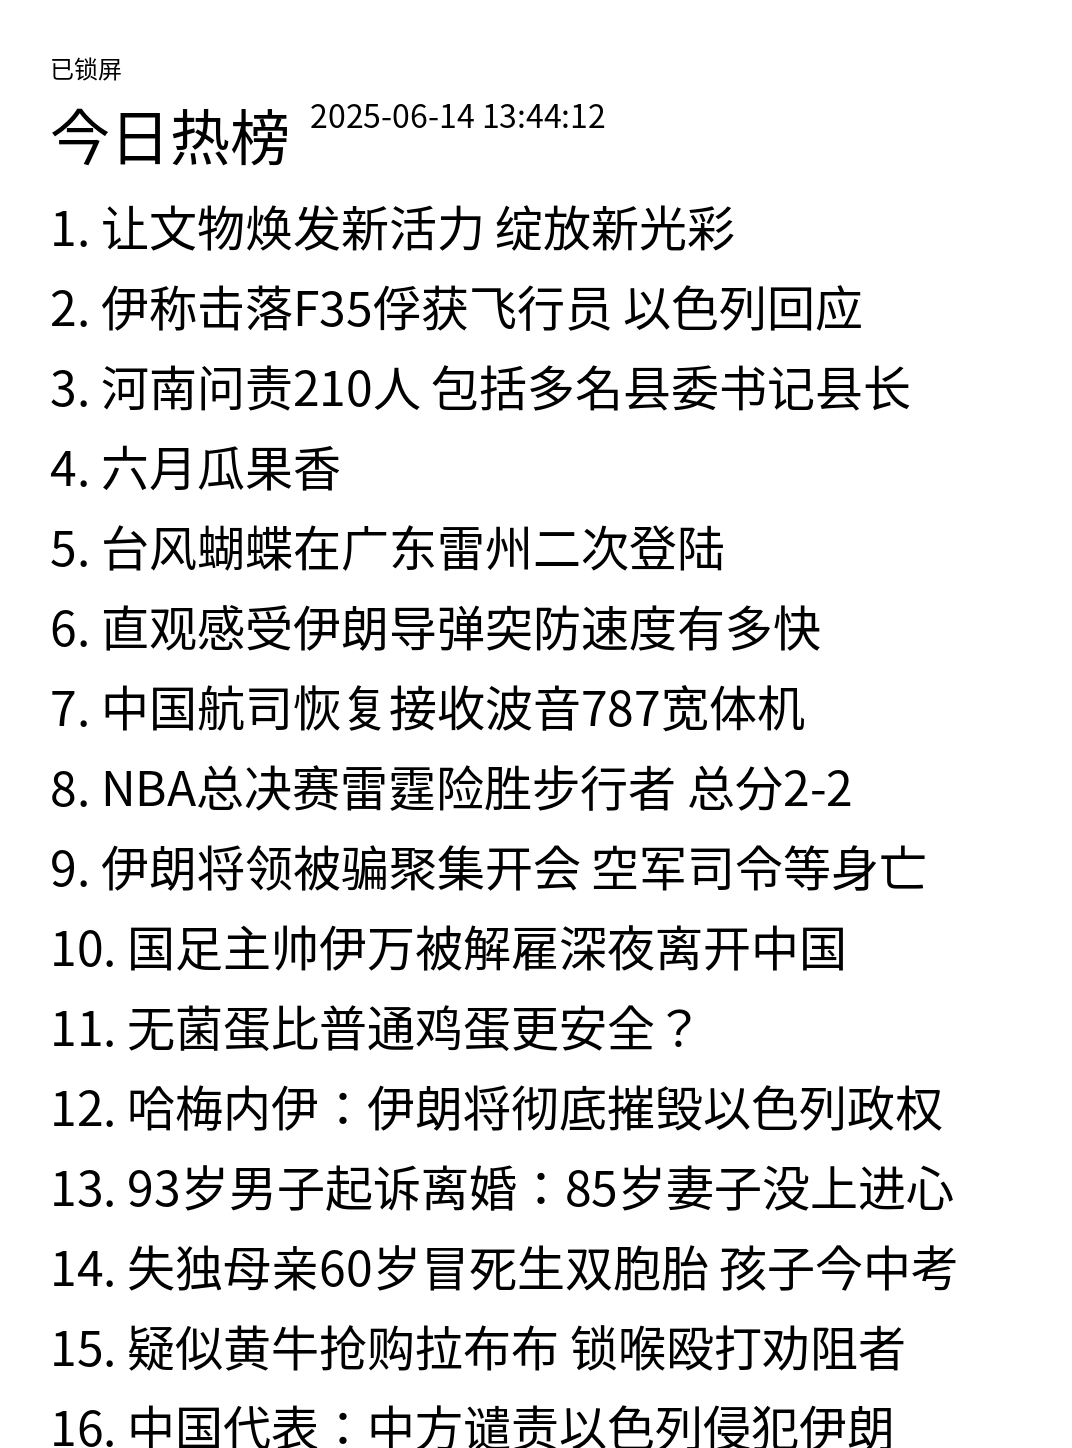 已锁屏
今日热榜 2025-06-14 13:44:12
1. 让文物焕发新活力 绽放新光彩
2. 伊称击落F35俘获飞行员 以色列回应
3. 河南问责210人 包括多名县委书记县长
4. 六月瓜果香
5. 台风蝴蝶在广东雷州二次登陆
6. 直观感受伊朗导弹突防速度有多快
7. 中国航司恢复接收波音787宽体机
8. NBA总决赛雷霆险胜步行者 总分2-2
9. 伊朗将领被骗聚集开会 空军司令等身亡
10. 国足主帅伊万被解雇深夜离开中国
11. 无菌蛋比普通鸡蛋更安全？
12. 哈梅内伊：伊朗将彻底摧毁以色列政权
13. 93岁男子起诉离婚：85岁妻子没上进心
14. 失独母亲60岁冒死生双胞胎 孩子今中考
15. 疑似黄牛抢购拉布布 锁喉殴打劝阻者
16. 中国代表：中方谴责以色列侵犯伊朗